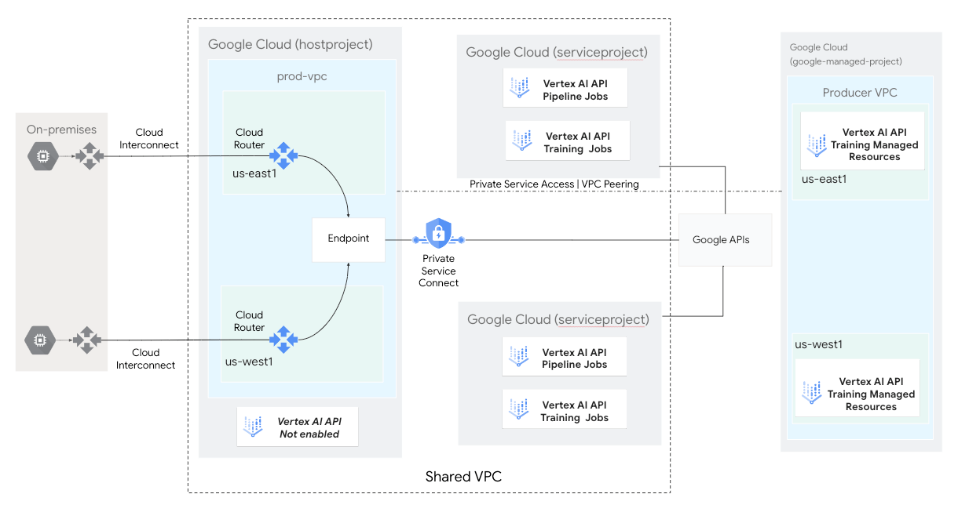 On-premises
Cloud
Interconnect
Cloud
Interconnect
Google Cloud (hostproject)
prod-vpc
Cloud
Router
us-east1
Endpoint
Cloud
Router
us-west1
Vertex AI API
Not enabled
Private
Service
Connect
Google Cloud (serviceproject)
Vertex AI API
Pipeline Jobs
Vertex AI API
Training Jobs
Private Service Access | VPC Peering
Google APIs
Google Cloud (serviceproject)
Vertex AI API
Pipeline Jobs
Vertex AI API
Training Jobs
Shared VPC
Google Cloud
(google-managed-project)
Producer VPC
Vertex AI API
Training Managed
Resources
us-east1
us-west1
Vertex AI API
Training Managed
Resources